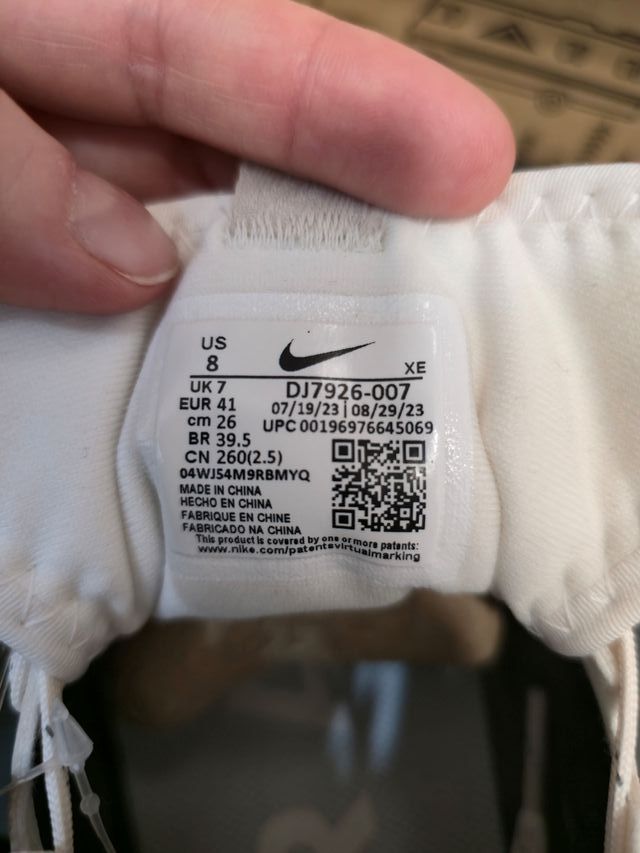 US
8
XE
UK 7
DJ7926-007
EUR 41
07/19/23 | 08/29/23
cm 26
UPC 00196976645069
BR 39.5
CN 260(2.5)
04WJ54M9RBMYQ
MADE IN CHINA
HECHO EN CHINA
FABRIQUE EN CHINE
FABRICADO NA CHINA
This product is covered by one or more patents:
www.nike.com/patentsvirtualmarking